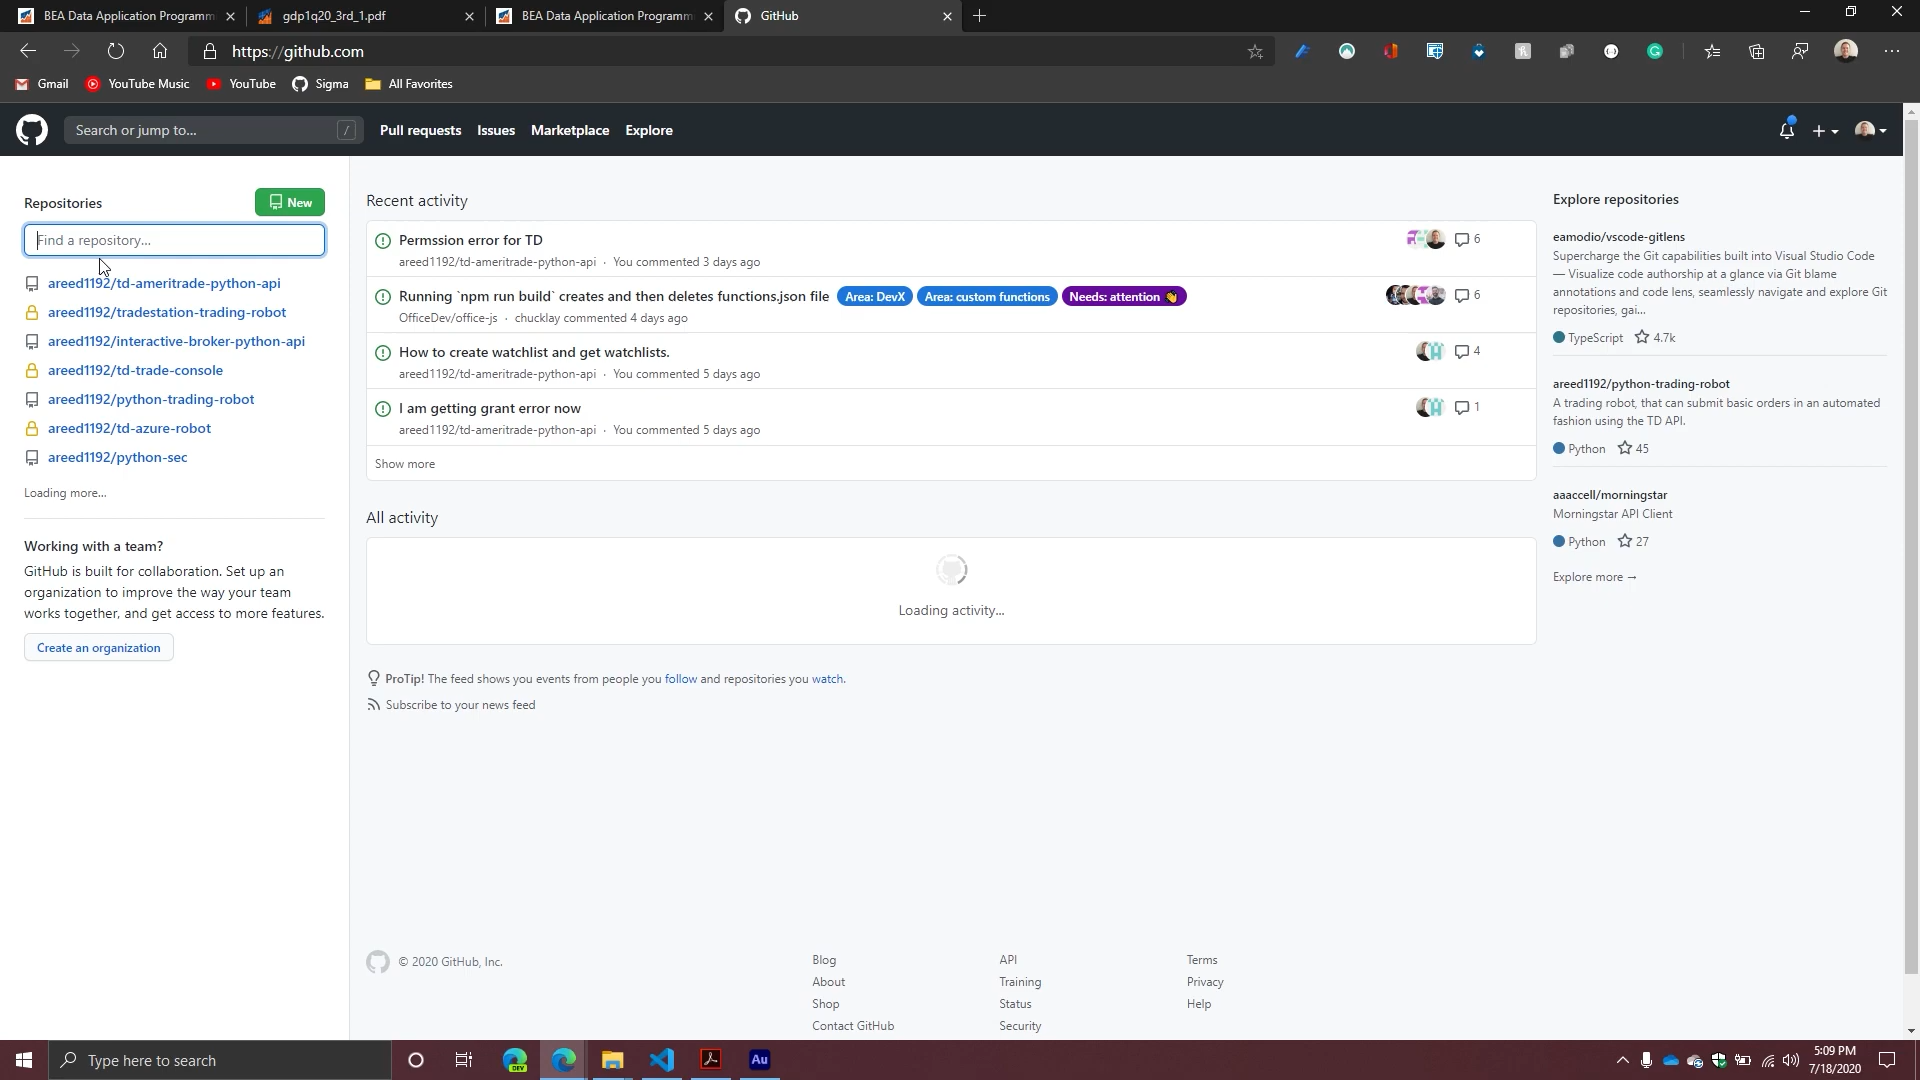 BEA Data Application Programm
gdp1q20_3rd_1.pdf
BEA Data Application Programm
GitHub
https://github.com
Gmail
YouTube Music
YouTube
Sigma
All Favorites
Search or jump to...
/
Pull requests
Issues
Marketplace
Explore
Repositories
New
Find a repository...
areed1192/td-ameritrade-python-api
areed1192/tradestation-trading-robot
areed1192/interactive-broker-python-api
areed1192/td-trade-console
areed1192/python-trading-robot
areed1192/td-azure-robot
areed1192/python-sec
Loading more...
Working with a team?
GitHub is built for collaboration. Set up an
organization to improve the way your team
works together, and get access to more features.
Create an organization
Recent activity
Permssion error for TD
6
areed1192/td-ameritrade-python-api · You commented 3 days ago
Running `npm run build` creates and then deletes functions.json file Area: DevX Area: custom functions Needs: attention 👋
6
OfficeDev/office-js · chucklay commented 4 days ago
How to create watchlist and get watchlists.
4
areed1192/td-ameritrade-python-api · You commented 5 days ago
I am getting grant error now
1
areed1192/td-ameritrade-python-api · You commented 5 days ago
Show more
All activity
Loading activity...
ProTip! The feed shows you events from people you follow and repositories you watch.
Subscribe to your news feed
Explore repositories
eamodio/vscode-gitlens
Supercharge the Git capabilities built into Visual Studio Code
— Visualize code authorship at a glance via Git blame
annotations and code lens, seamlessly navigate and explore Git
repositories, gai...
TypeScript 4.7k
areed1192/python-trading-robot
A trading robot, that can submit basic orders in an automated
fashion using the TD API.
Python 45
aaaccell/morningstar
Morningstar API Client
Python 27
Explore more →
© 2020 GitHub, Inc.
Blog
About
Shop
Contact GitHub
API
Training
Status
Security
Terms
Privacy
Help
Type here to search
DEV
Au
5:09 PM
7/18/2020